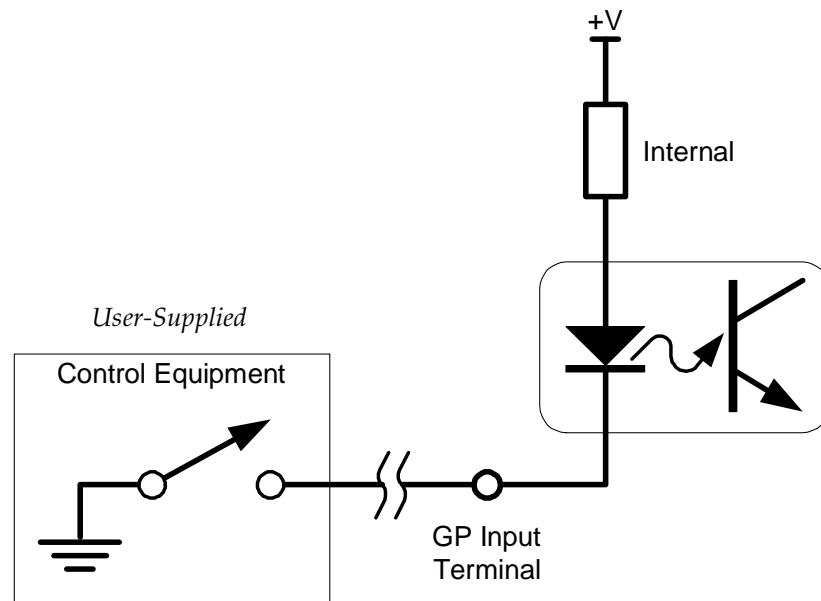 +V
Internal
User-Supplied
Control Equipment
GP Input
Terminal